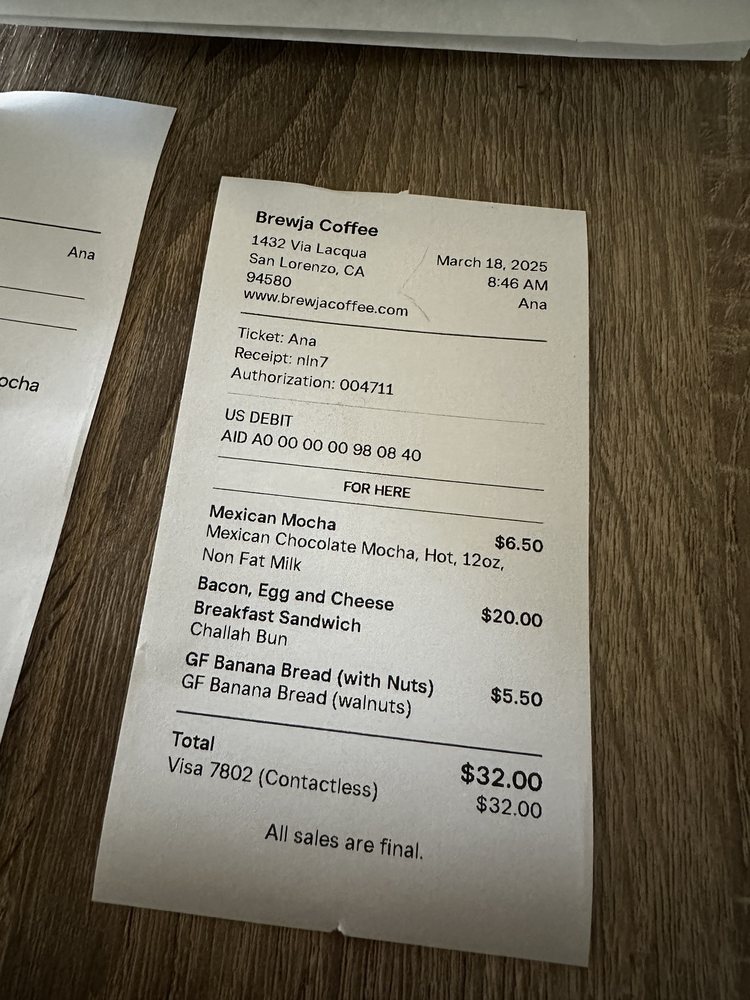 Ana
ocha
Brewja Coffee
1432 Via Lacqua
San Lorenzo, CA
94580
www.brewjacoffee.com
March 18, 2025
8:46 AM
Ana
Ticket: Ana
Receipt: nln7
Authorization: 004711
US DEBIT
AID A0 00 00 00 98 08 40
FOR HERE
Mexican Mocha $6.50
Mexican Chocolate Mocha, Hot, 12oz,
Non Fat Milk
Bacon, Egg and Cheese $20.00
Breakfast Sandwich
Challah Bun
GF Banana Bread (with Nuts) $5.50
GF Banana Bread (walnuts)
Total $32.00
Visa 7802 (Contactless) $32.00
All sales are final.